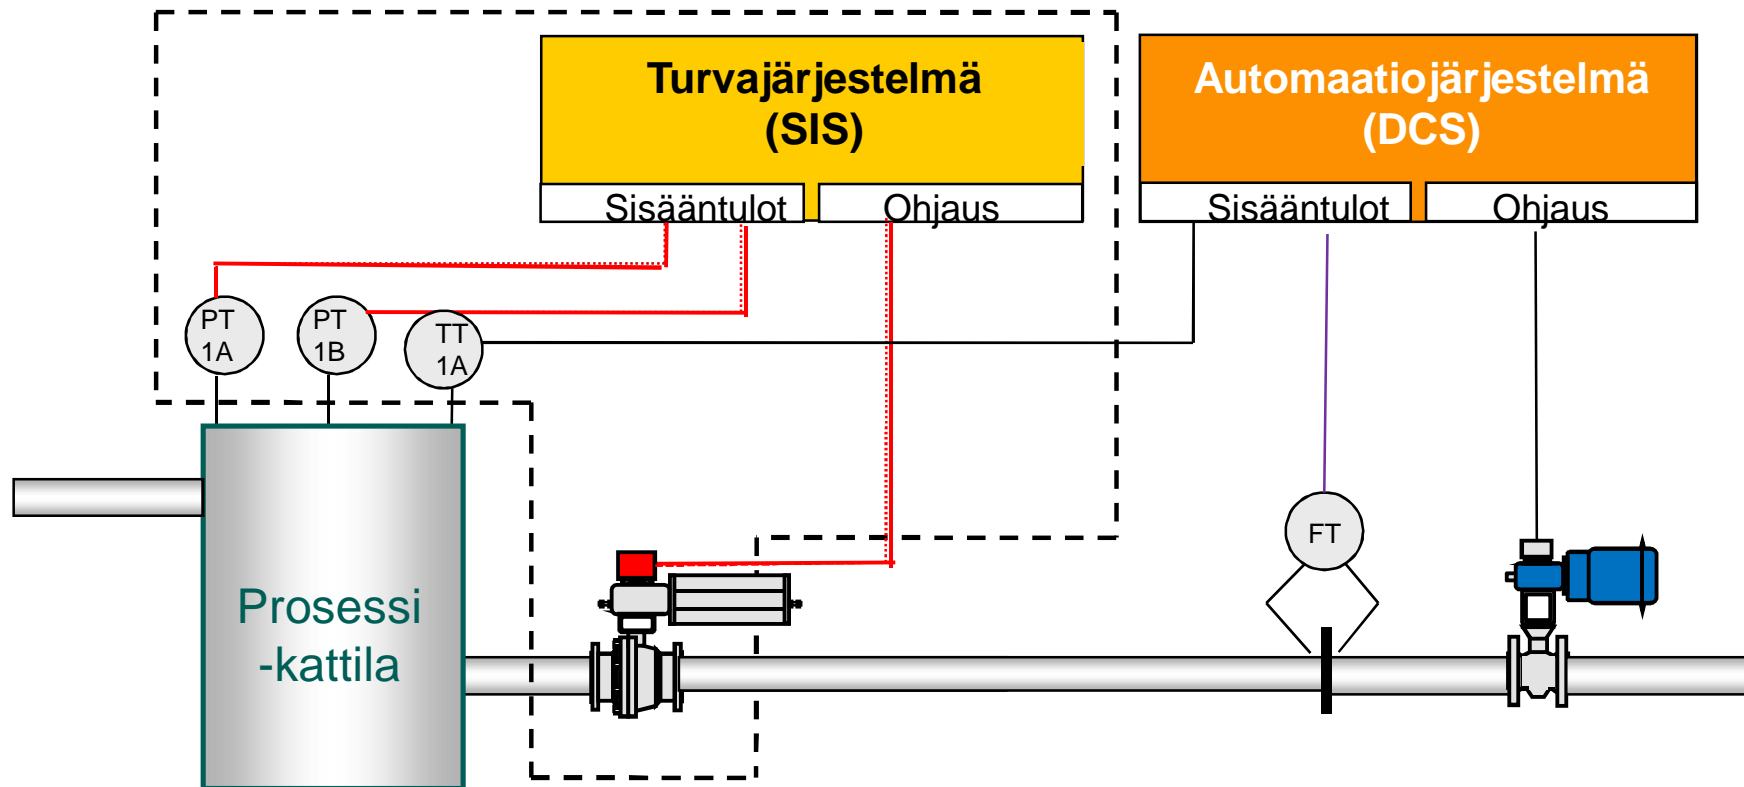 Turvajärjestelmä
(SIS)
Sisääntulot
Ohjaus
Automaatiojärjestelmä
(DCS)
Sisääntulot
Ohjaus
PT
1A
PT
1B
TT
1A
FT
Prosessi
-kattila